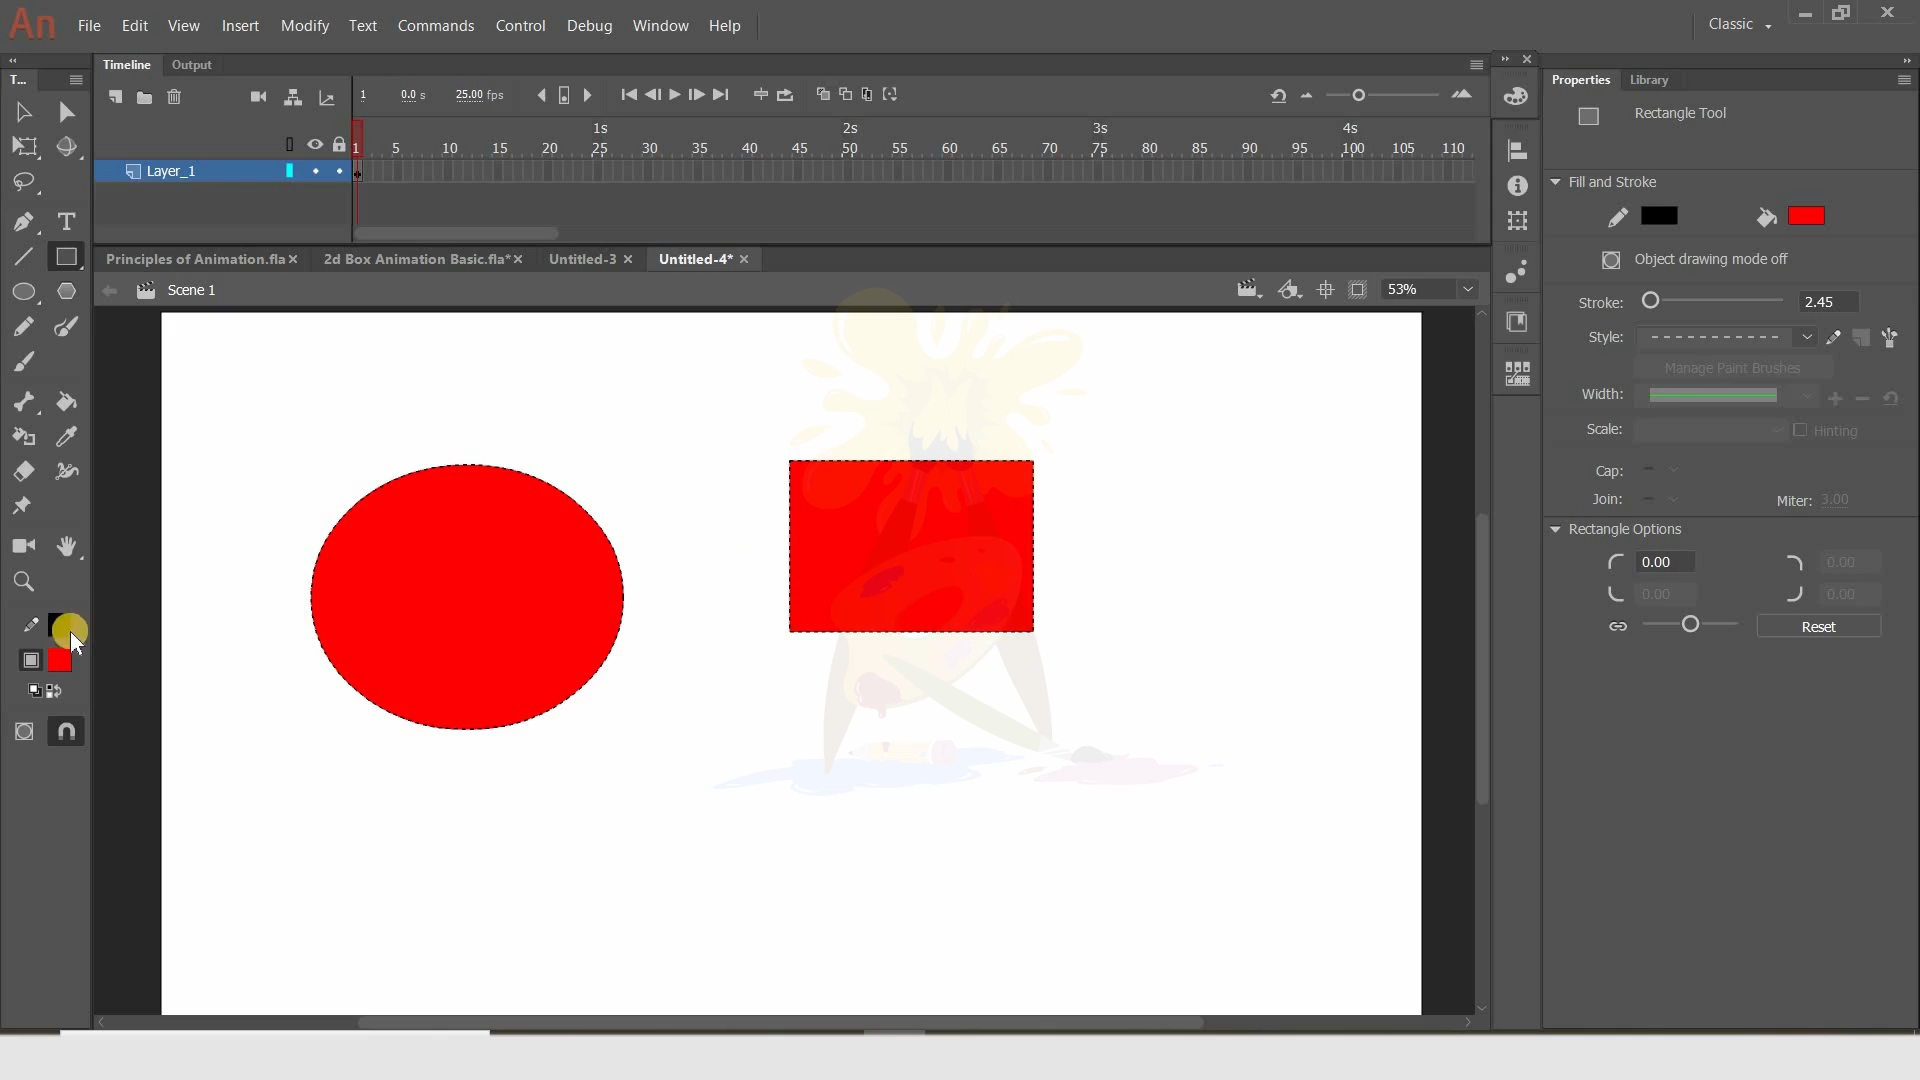 An File Edit View Insert Modify Text Commands Control Debug Window Help Classic
T... Timeline Output Properties Library
1 0.0 s 25.00 fps
Rectangle Tool
1s 2s 3s 4s
1 5 10 15 20 25 30 35 40 45 50 55 60 65 70 75 80 85 90 95 100 105 110
Layer_1
Fill and Stroke
Principles of Animation.fla 2d Box Animation Basic.fla* Untitled-3 Untitled-4*
Object drawing mode off
Scene 1 53%
Stroke: 2.45
Style:
Manage Paint Brushes
Width:
Scale: Hinting
Cap:
Join: Miter: 3.00
Rectangle Options
0.00 0.00
0.00 0.00
Reset
T